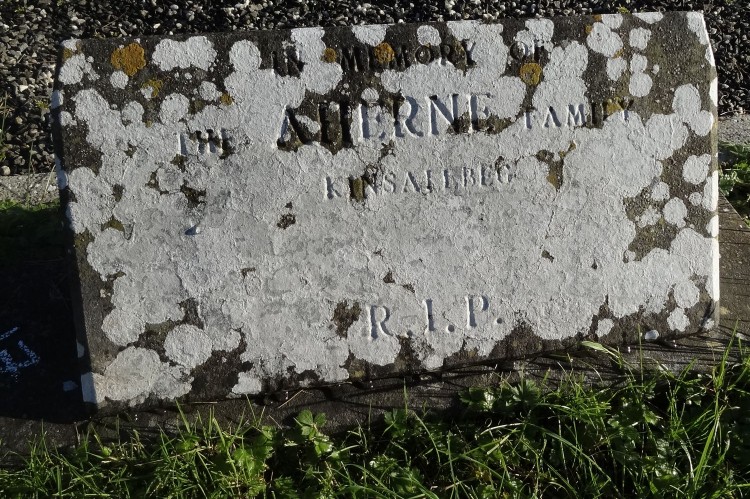 IN MEMORY OF
THE AHERNE FAMILY
KINSALEBEG
R.I.P.